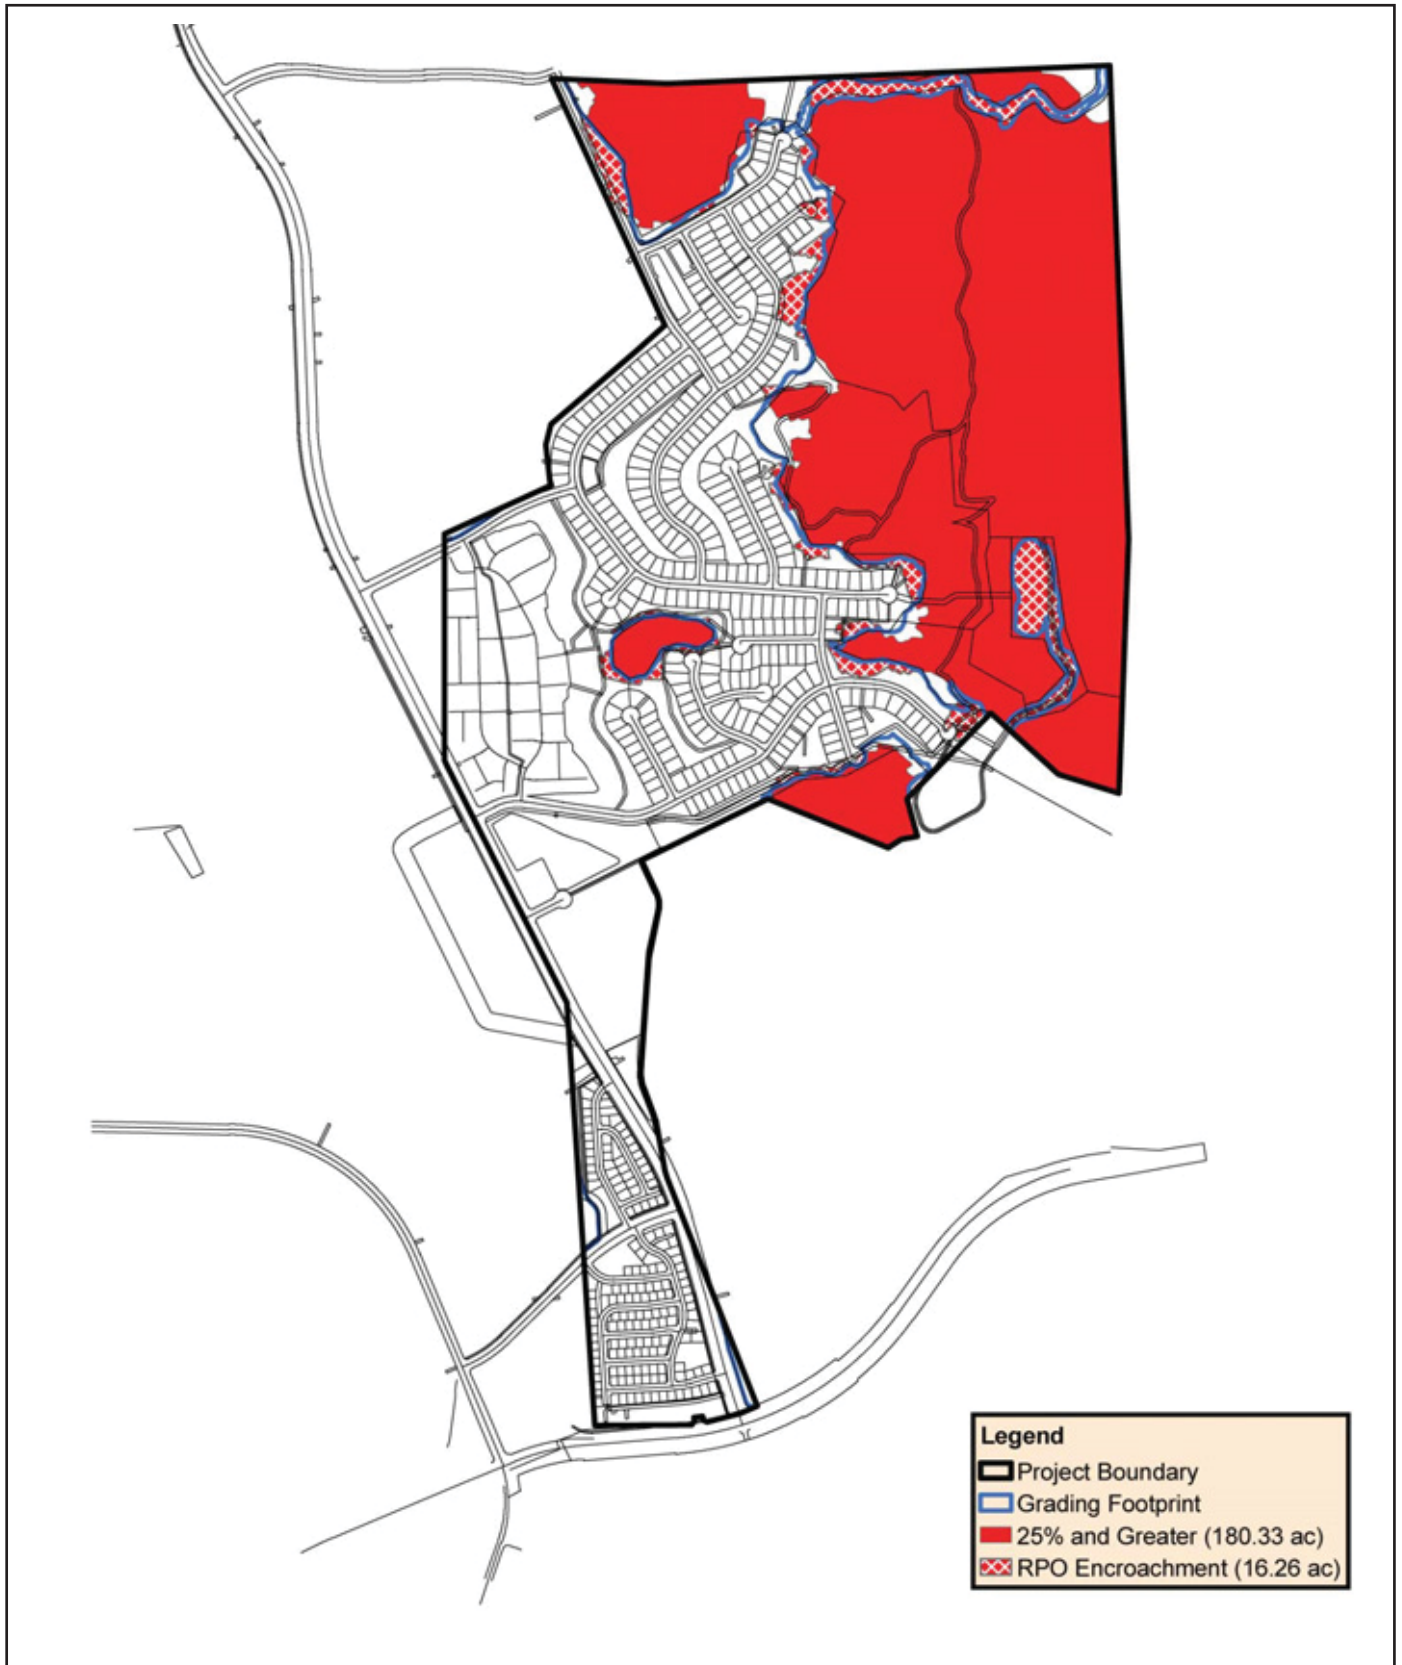 Legend
Project Boundary
Grading Footprint
25% and Greater (180.33 ac)
RPO Encroachment (16.26 ac)